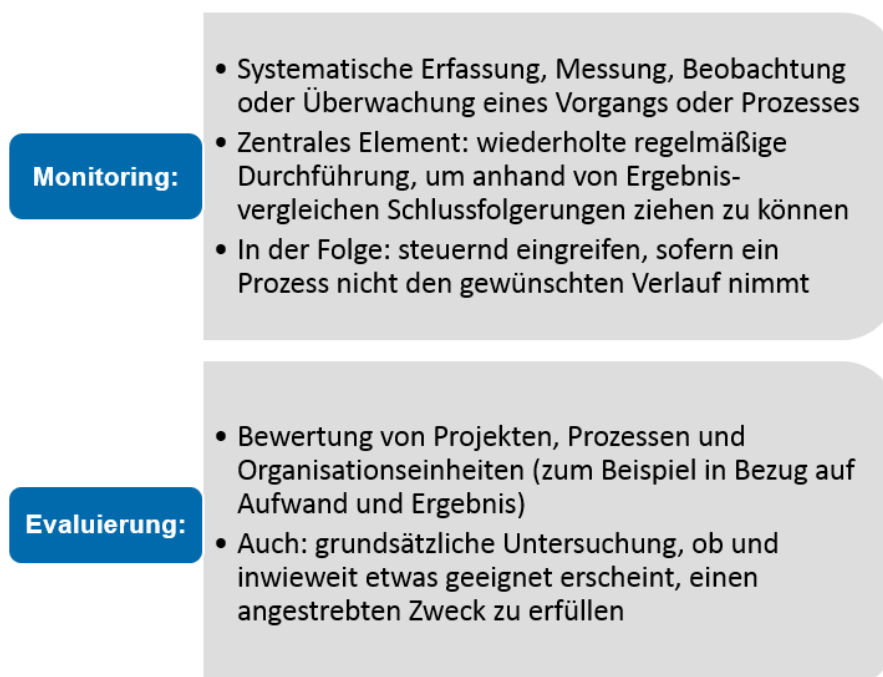 Monitoring:
• Systematische Erfassung, Messung, Beobachtung
oder Überwachung eines Vorgangs oder Prozesses
• Zentrales Element: wiederholte regelmäßige
Durchführung, um anhand von Ergebnis-
vergleichen Schlussfolgerungen ziehen zu können
• In der Folge: steuernd eingreifen, sofern ein
Prozess nicht den gewünschten Verlauf nimmt
Evaluierung:
• Bewertung von Projekten, Prozessen und
Organisationseinheiten (zum Beispiel in Bezug auf
Aufwand und Ergebnis)
• Auch: grundsätzliche Untersuchung, ob und
inwieweit etwas geeignet erscheint, einen
angestrebten Zweck zu erfüllen